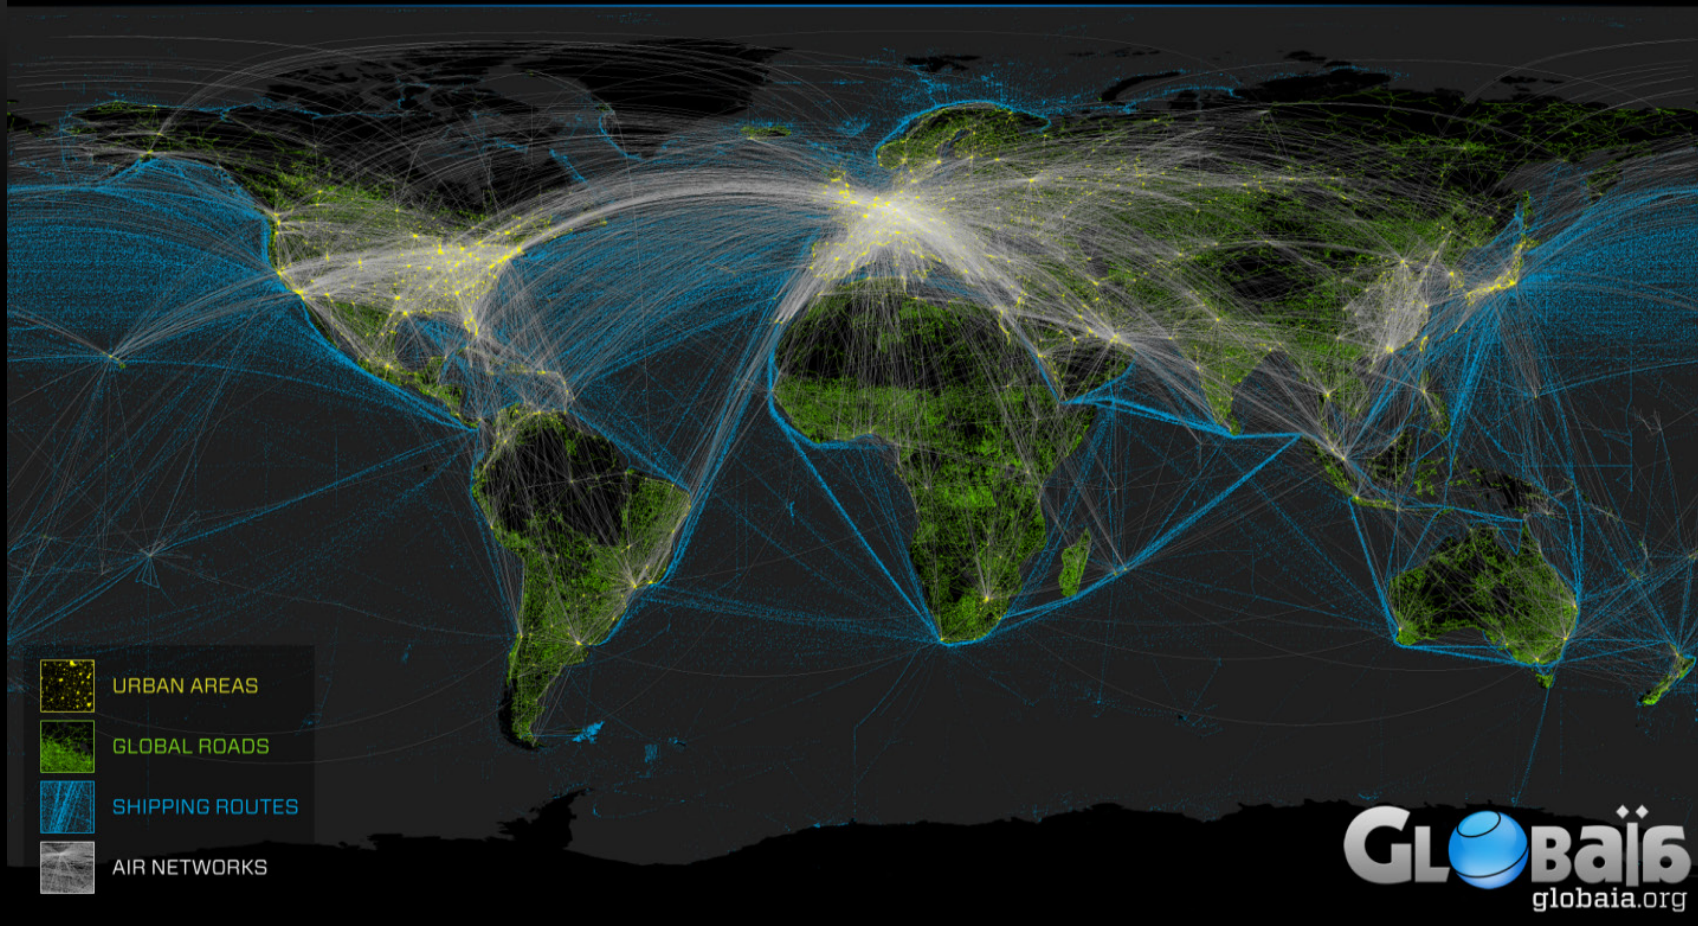 URBAN AREAS
GLOBAL ROADS
SHIPPING ROUTES
AIR NETWORKS
GLOBAÏA
globaia.org